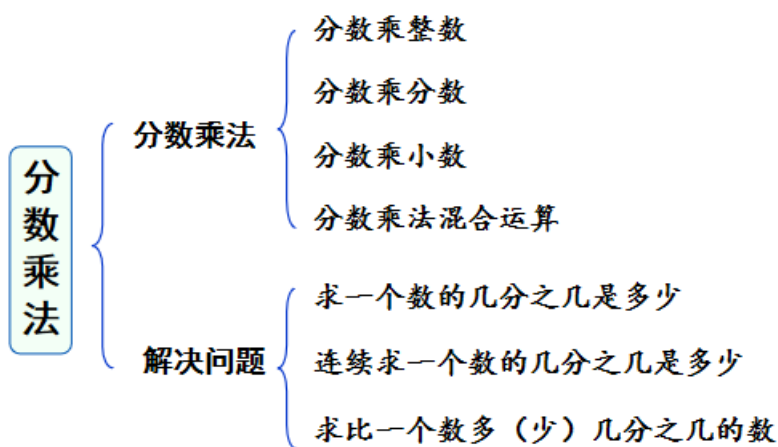 分数乘法
分数乘法
分数乘整数
分数乘分数
分数乘小数
分数乘法混合运算
解决问题
求一个数的几分之几是多少
连续求一个数的几分之几是多少
求比一个数多（少）几分之几的数